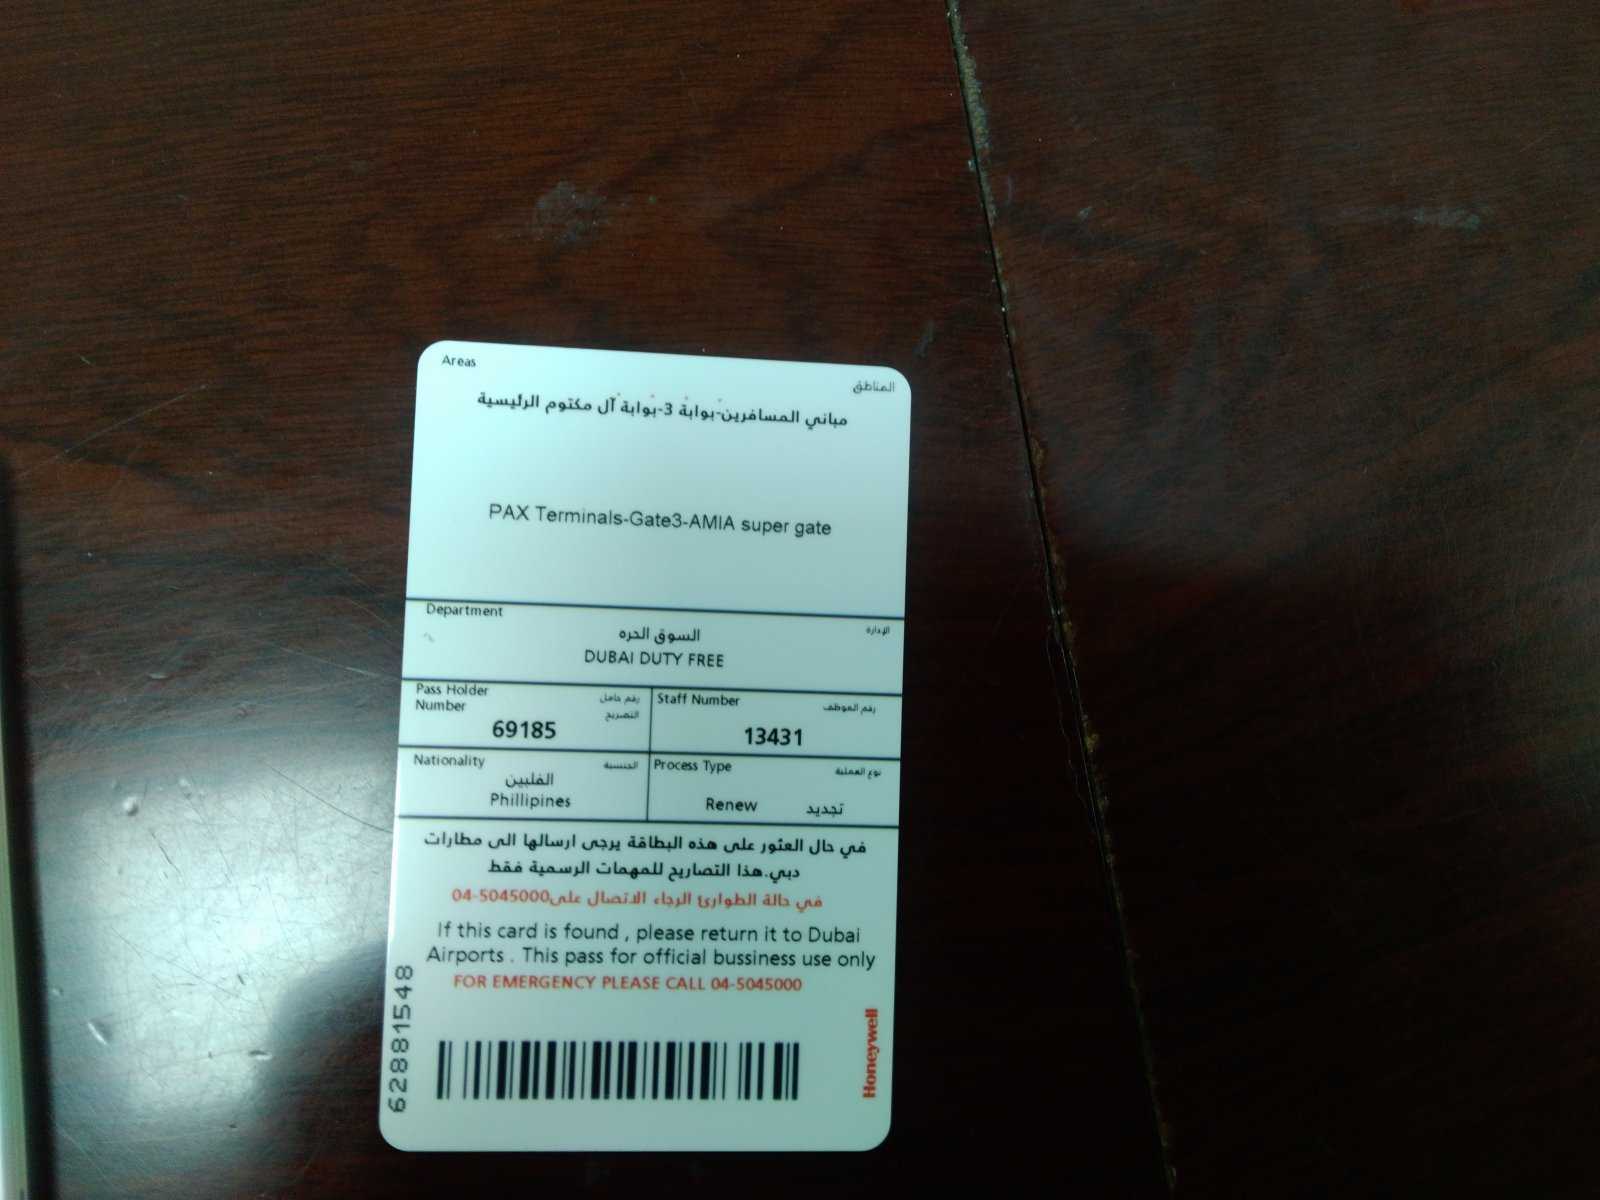 Areas
المناطق
مباني المسافرين-بوابة 3-بوابة آل مكتوم الرئيسية
PAX Terminals-Gate3-AMIA super gate
Department
الإدارة
السوق الحره
DUBAI DUTY FREE
Pass Holder
Number
رقم حامل
التصريح
69185
Staff Number
رقم الموظف
13431
Nationality
الجنسية
الفلبين
Phillipines
Process Type
نوع العملية
Renew تجديد
في حال العثور على هذه البطاقة يرجى ارسالها الى مطارات
دبي.هذا التصاريح للمهمات الرسمية فقط
في حالة الطوارئ الرجاء الاتصال على04-5045000
If this card is found , please return it to Dubai
Airports . This pass for official bussiness use only
FOR EMERGENCY PLEASE CALL 04-5045000
62881548
Honeywell